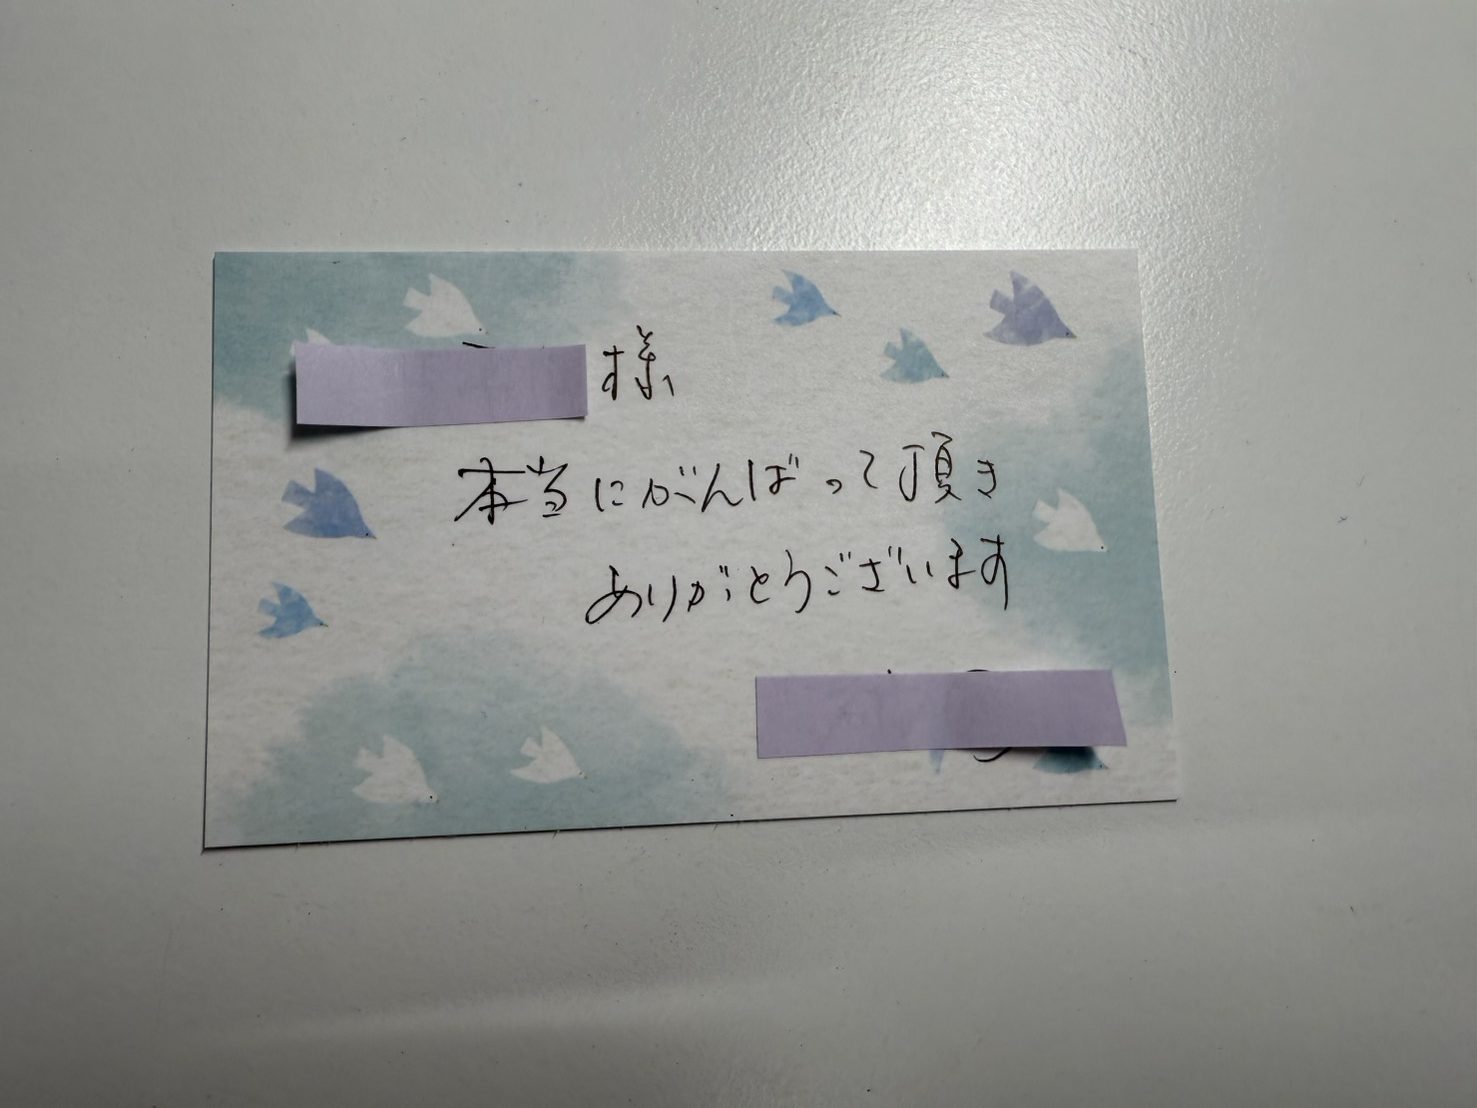 様
本当にがんばって頂き
ありがとうございます